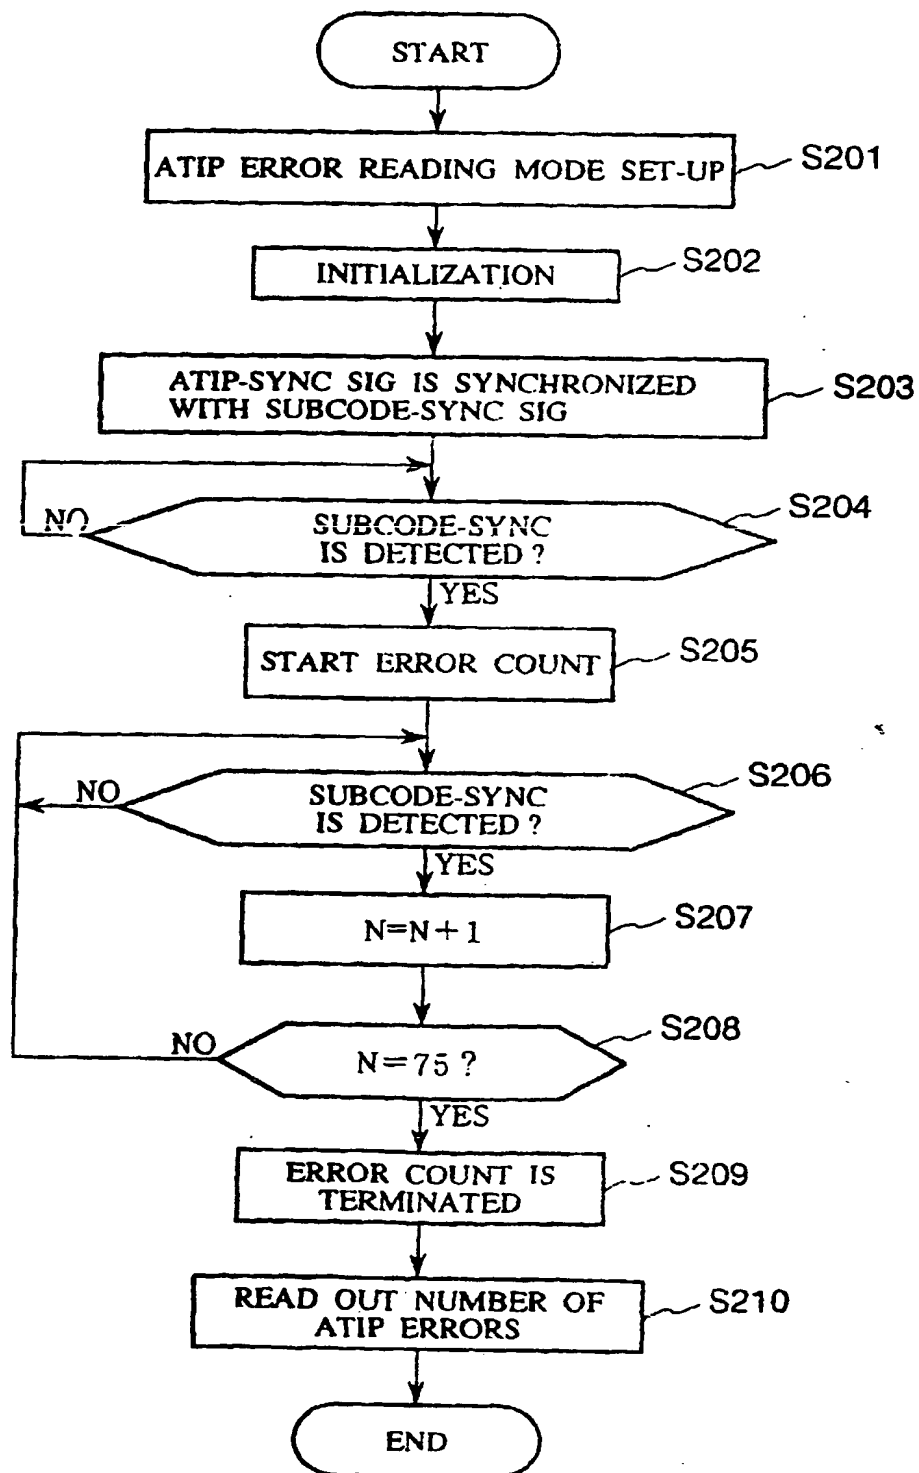 START
ATIP ERROR READING MODE SET-UP
S201
INITIALIZATION
S202
ATIP-SYNC SIG IS SYNCHRONIZED
WITH SUBCODE-SYNC SIG
S203
NO
SUBCODE-SYNC
IS DETECTED ?
S204
YES
START ERROR COUNT
S205
NO
SUBCODE-SYNC
IS DETECTED ?
S206
YES
N=N+1
S207
NO
N=75 ?
S208
YES
ERROR COUNT IS
TERMINATED
S209
READ OUT NUMBER OF
ATIP ERRORS
S210
END